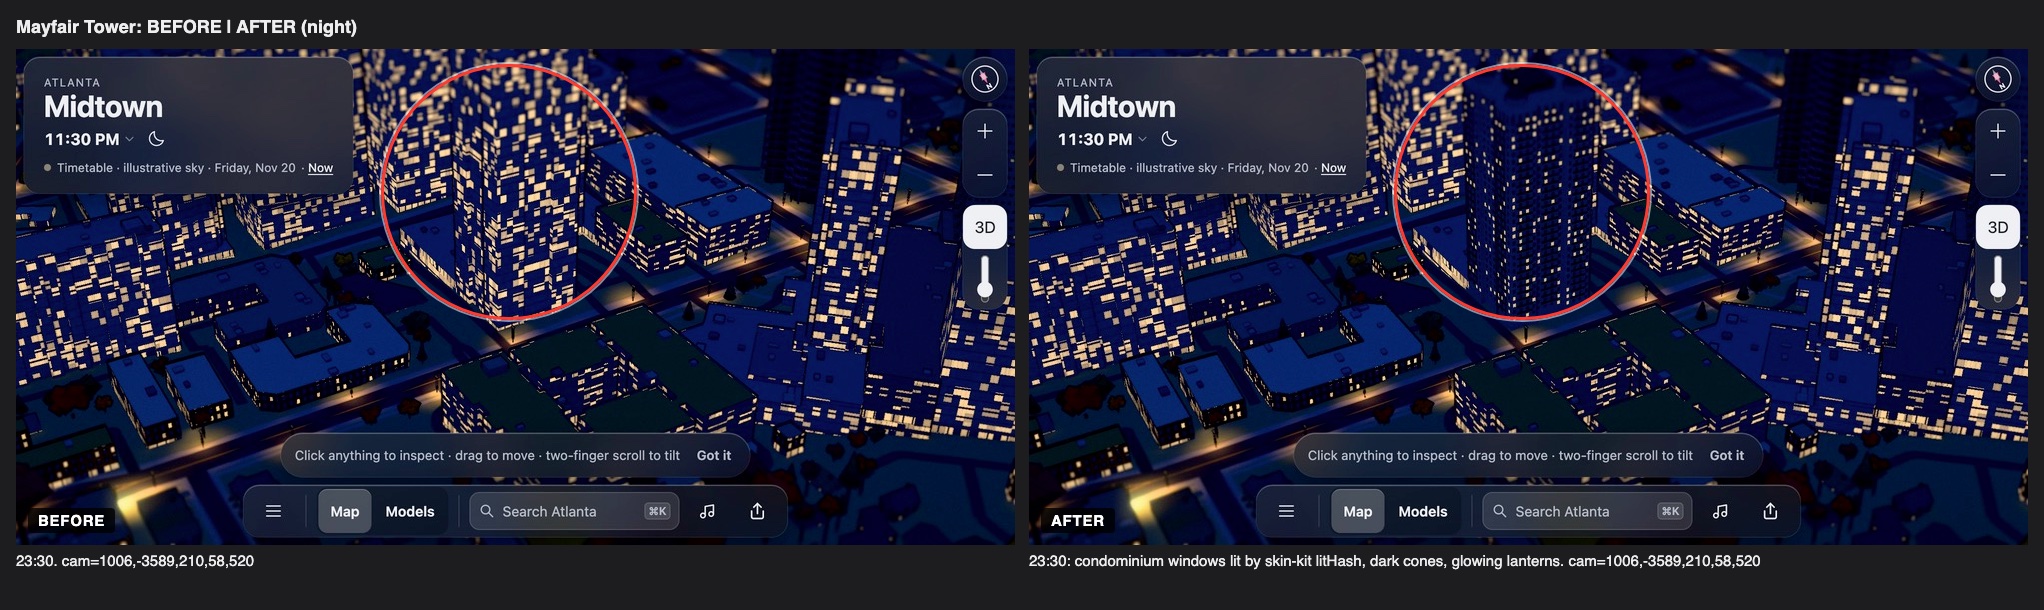 Mayfair Tower: BEFORE | AFTER (night)
ATLANTA
Midtown
11:30 PM
Timetable · illustrative sky · Friday, Nov 20 · Now
N
+
−
3D
Click anything to inspect · drag to move · two-finger scroll to tilt Got it
Map Models Search Atlanta ⌘K
BEFORE
23:30. cam=1006,-3589,210,58,520
ATLANTA
Midtown
11:30 PM
Timetable · illustrative sky · Friday, Nov 20 · Now
N
+
−
3D
Click anything to inspect · drag to move · two-finger scroll to tilt Got it
Map Models Search Atlanta ⌘K
AFTER
23:30: condominium windows lit by skin-kit litHash, dark cones, glowing lanterns. cam=1006,-3589,210,58,520